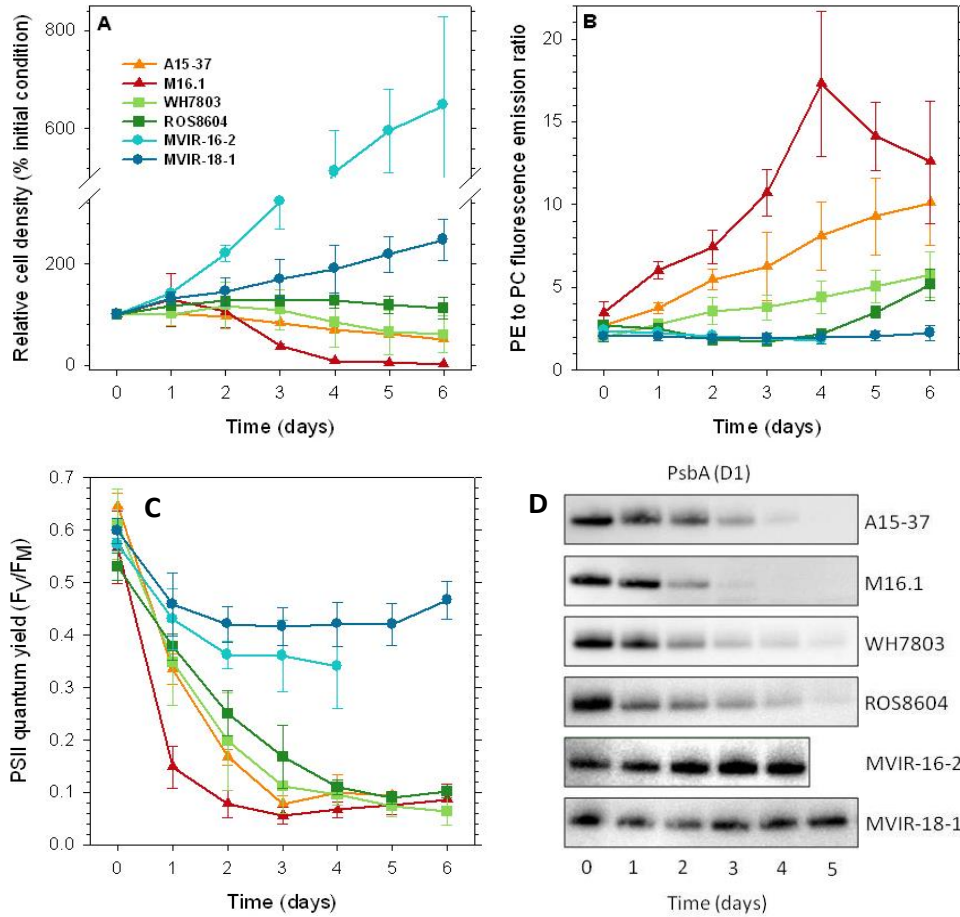 A
Relative cell density (% initial condition)
800
600
200
0
A15-37
M16.1
WH7803
ROS8604
MVIR-16-2
MVIR-18-1
0 1 2 3 4 5 6
Time (days)
B
PE to PC fluorescence emission ratio
20
15
10
5
0
0 1 2 3 4 5 6
Time (days)
C
PSII quantum yield (FV/FM)
0.7
0.6
0.5
0.4
0.3
0.2
0.1
0.0
0 1 2 3 4 5 6
Time (days)
D
PsbA (D1)
A15-37
M16.1
WH7803
ROS8604
MVIR-16-2
MVIR-18-1
0 1 2 3 4 5
Time (days)